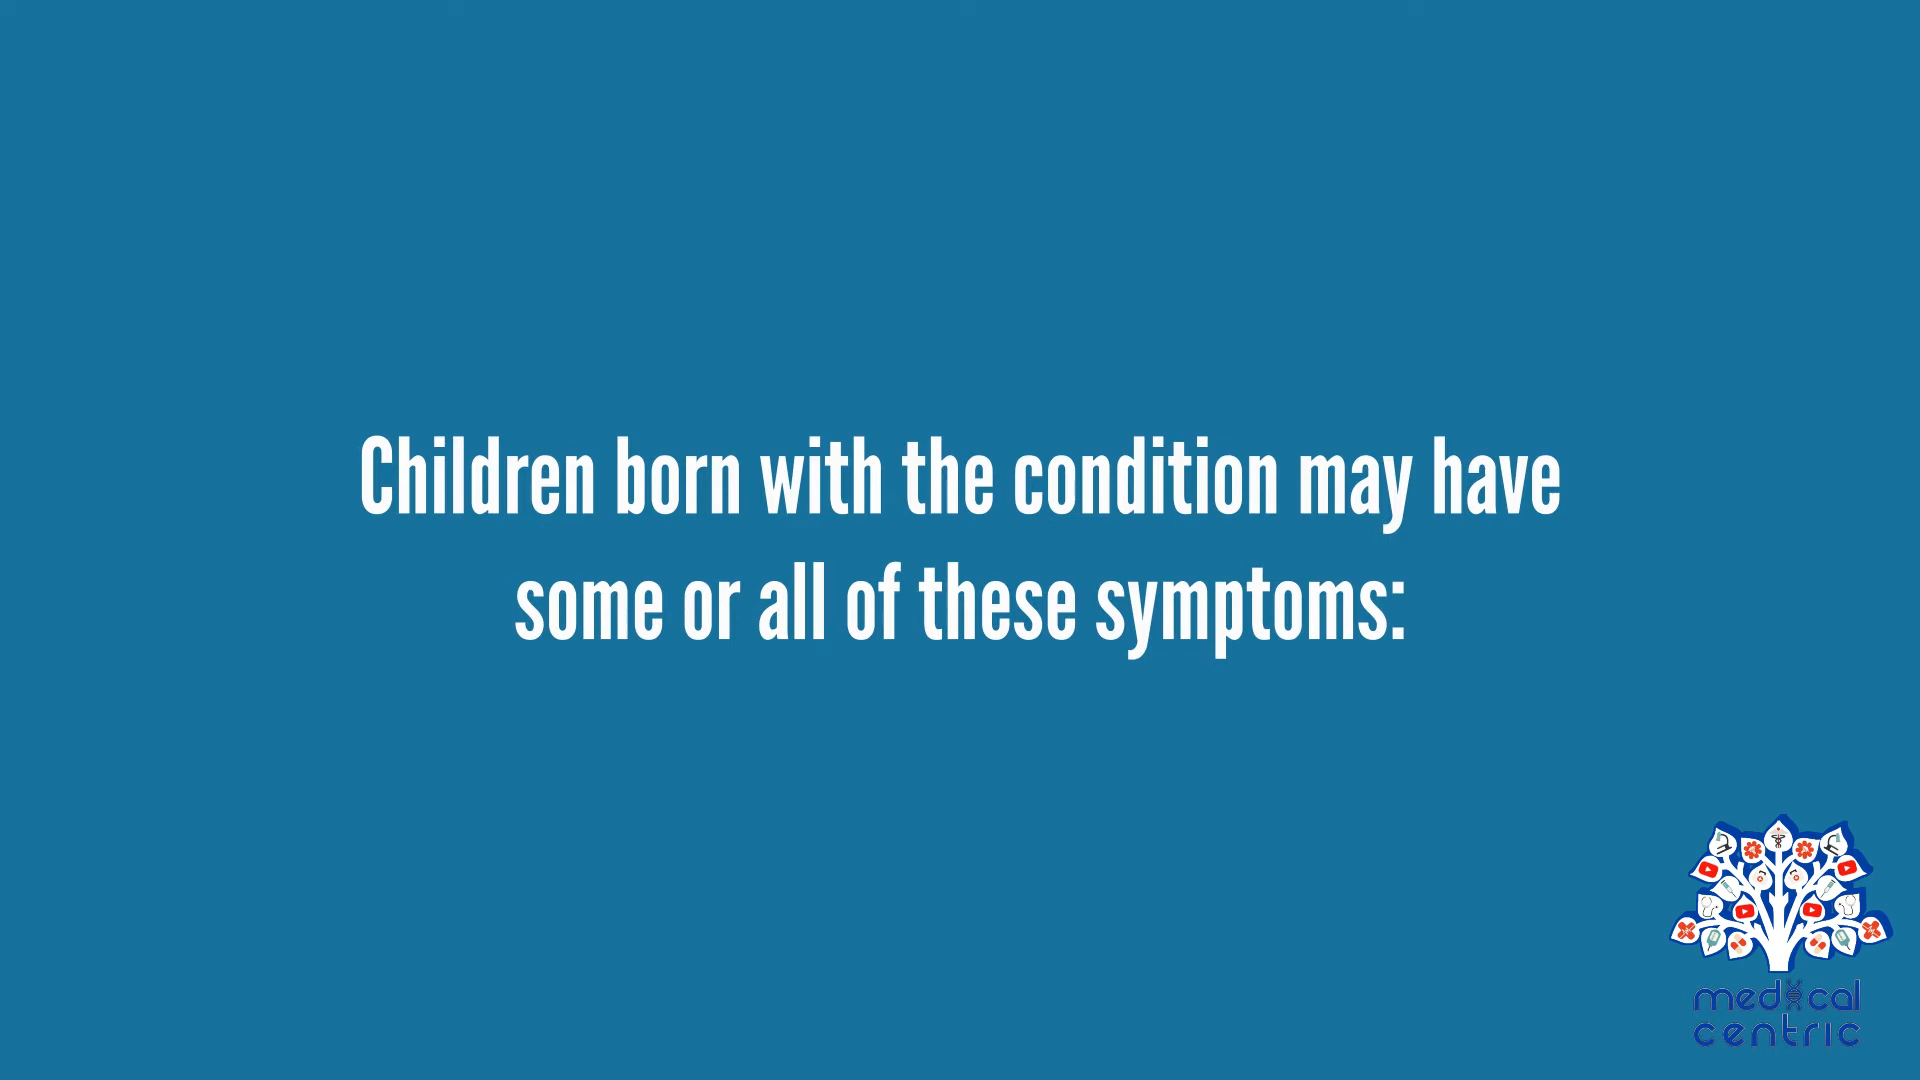 Children born with the condition may have
some or all of these symptoms:
medical
centric